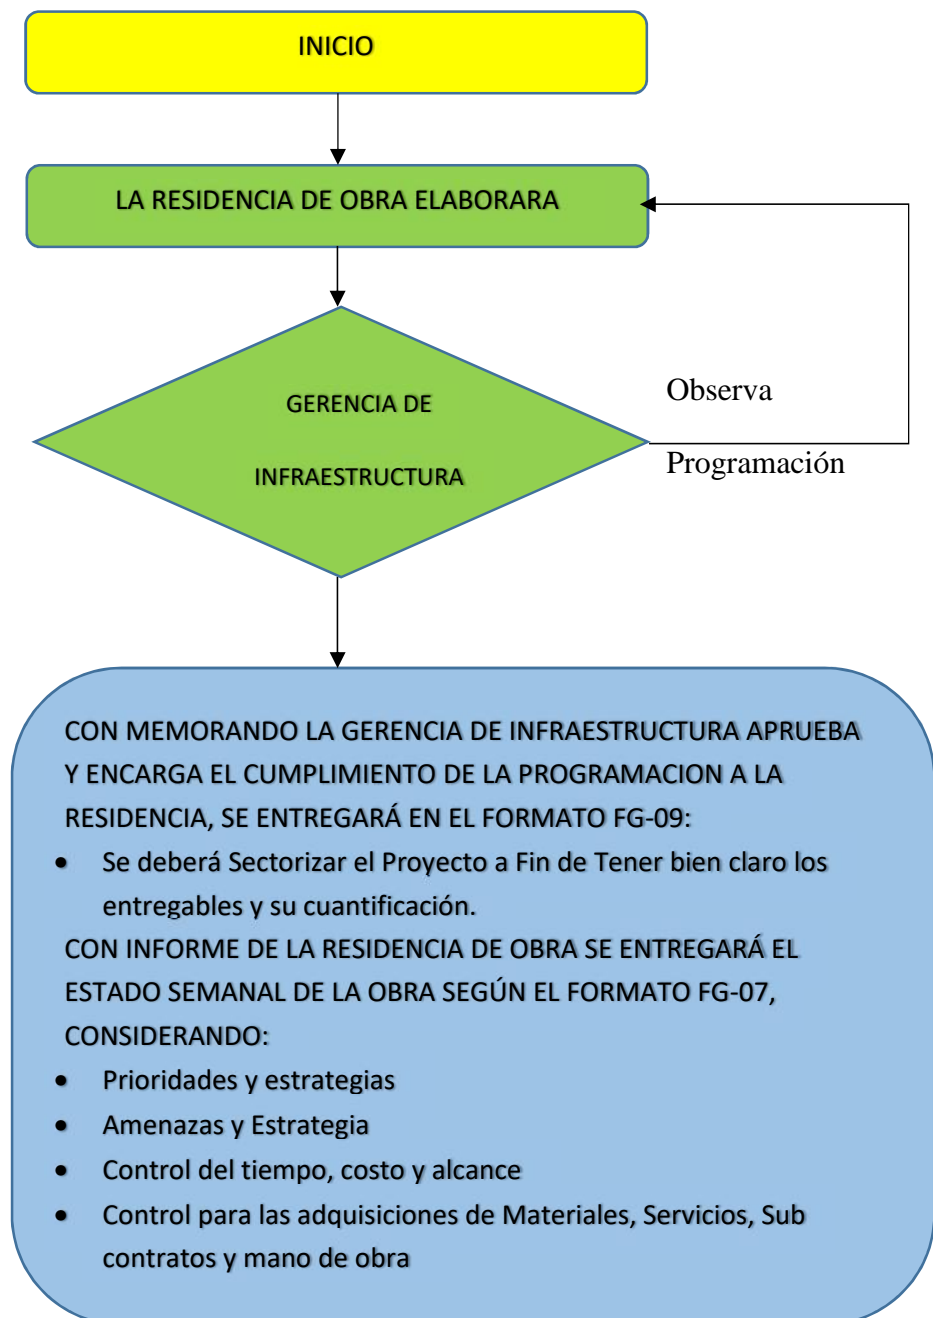 INICIO
LA RESIDENCIA DE OBRA ELABORARA
GERENCIA DE
INFRAESTRUCTURA
Observa
Programación
CON MEMORANDO LA GERENCIA DE INFRAESTRUCTURA APRUEBA
Y ENCARGA EL CUMPLIMIENTO DE LA PROGRAMACION A LA
RESIDENCIA, SE ENTREGARÁ EN EL FORMATO FG-09:
• Se deberá Sectorizar el Proyecto a Fin de Tener bien claro los
entregables y su cuantificación.
CON INFORME DE LA RESIDENCIA DE OBRA SE ENTREGARÁ EL
ESTADO SEMANAL DE LA OBRA SEGÚN EL FORMATO FG-07,
CONSIDERANDO:
• Prioridades y estrategias
• Amenazas y Estrategia
• Control del tiempo, costo y alcance
• Control para las adquisiciones de Materiales, Servicios, Sub
contratos y mano de obra